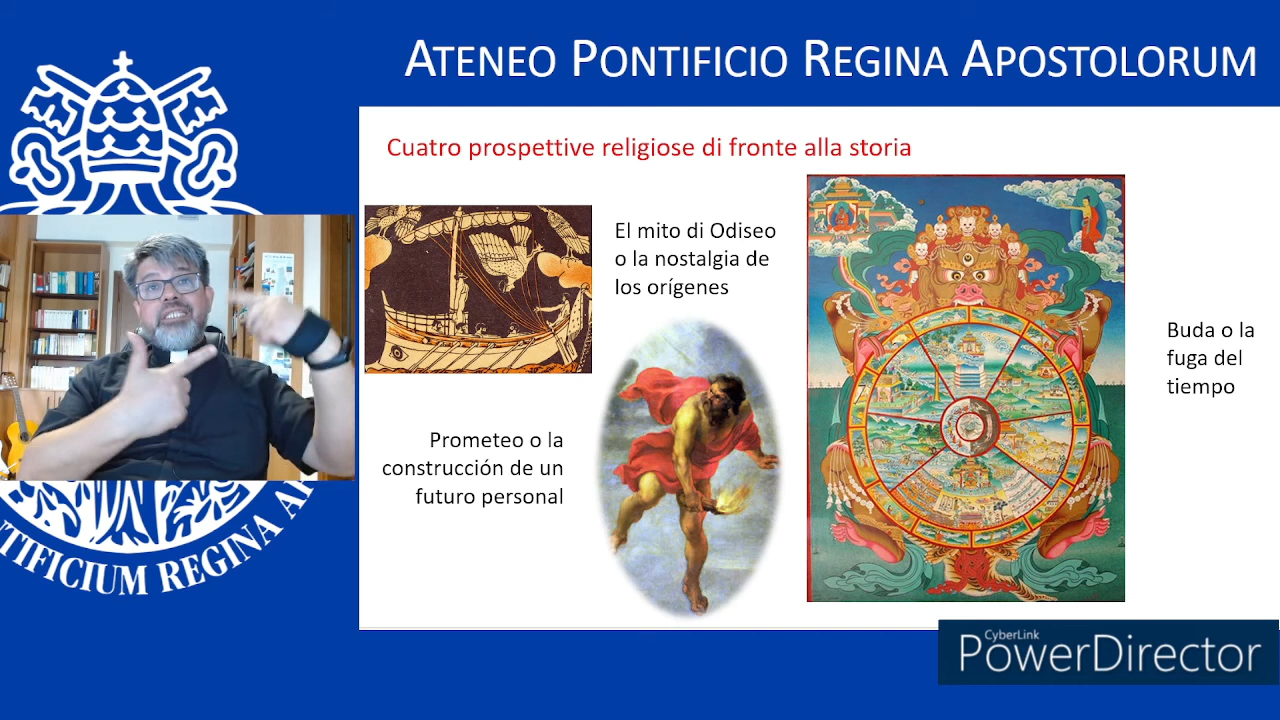 ATENEO PONTIFICIO REGINA APOSTOLORUM
Cuatro prospettive religiose di fronte alla storia
El mito di Odiseo
o la nostalgia de
los orígenes
Buda o la
fuga del
tiempo
Prometeo o la
construcción de un
futuro personal
TIFICIUM REGINA
CyberLink
PowerDirector